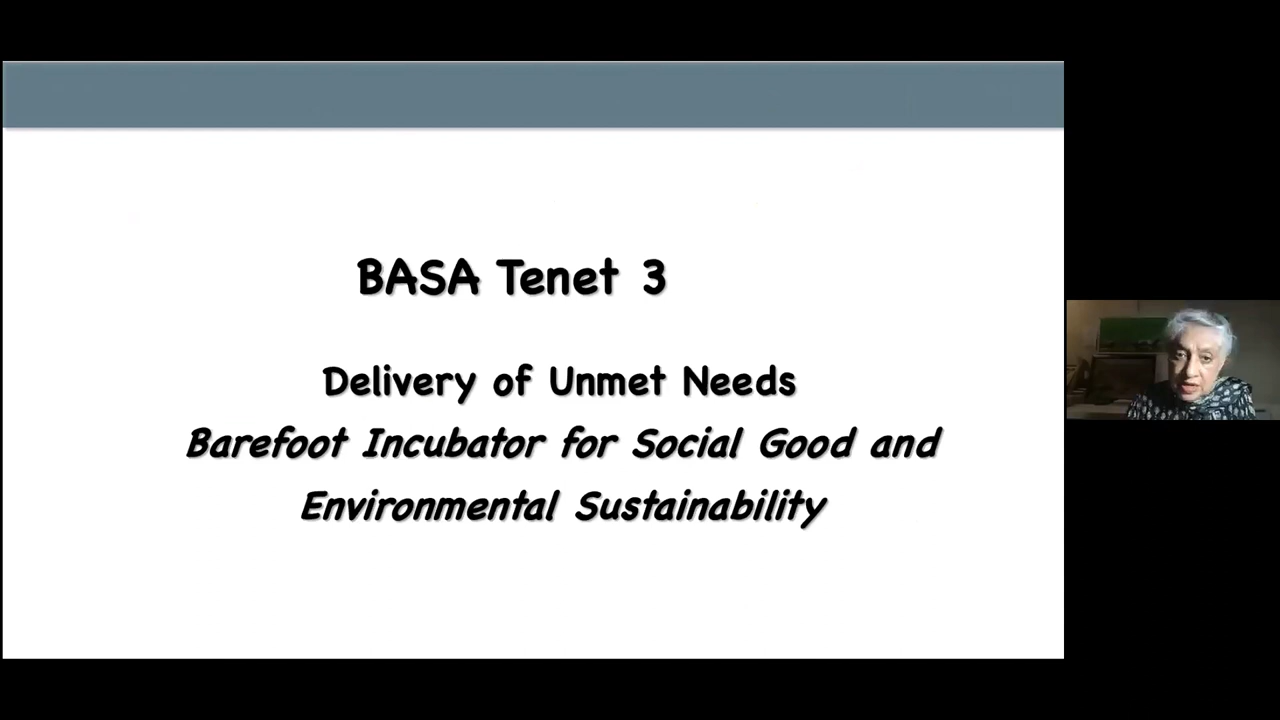 BASA Tenet 3
Delivery of Unmet Needs
Barefoot Incubator for Social Good and
Environmental Sustainability